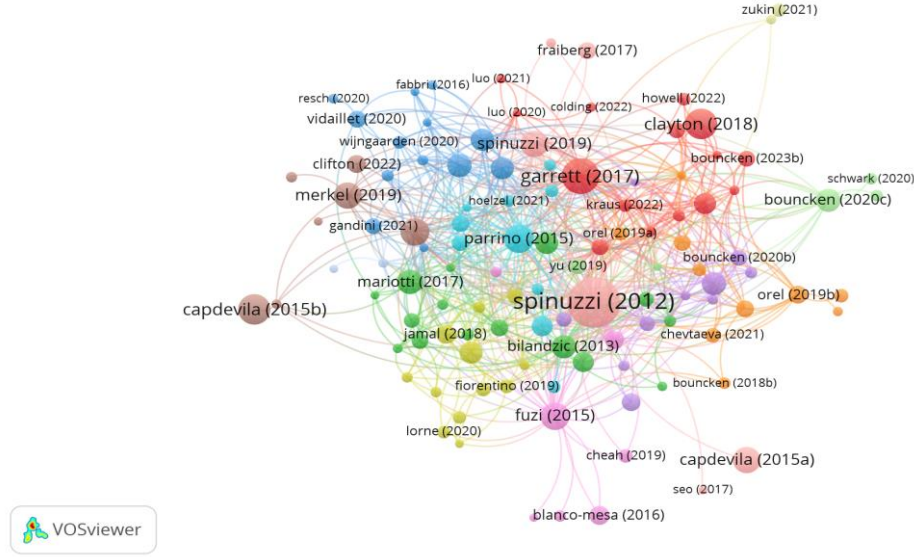 zukin (2021)
fraiberg (2017)
luo (2021)
fabbri (2016)
resch (2020)
howell (2022)
colding (2022)
luo (2020)
vidaillet (2020)
clayton (2018)
wijngaarden (2020)
spinuzzi (2019)
bouncken (2023b)
clifton (2022)
garrett (2017)
schwark (2020)
merkel (2019)
hoelzel (2021)
kraus (2022)
bouncken (2020c)
gandini (2021)
parrino (2015)
orel (2019a)
bouncken (2020b)
yu (2019)
mariotti (2017)
orel (2019b)
spinuzzi (2012)
capdevila (2015b)
jamal (2018)
bilandzic (2013)
chevtaeva (2021)
fiorentino (2019)
bouncken (2018b)
fuzi (2015)
lorne (2020)
cheah (2019)
capdevila (2015a)
seo (2017)
blanco-mesa (2016)
VOSviewer